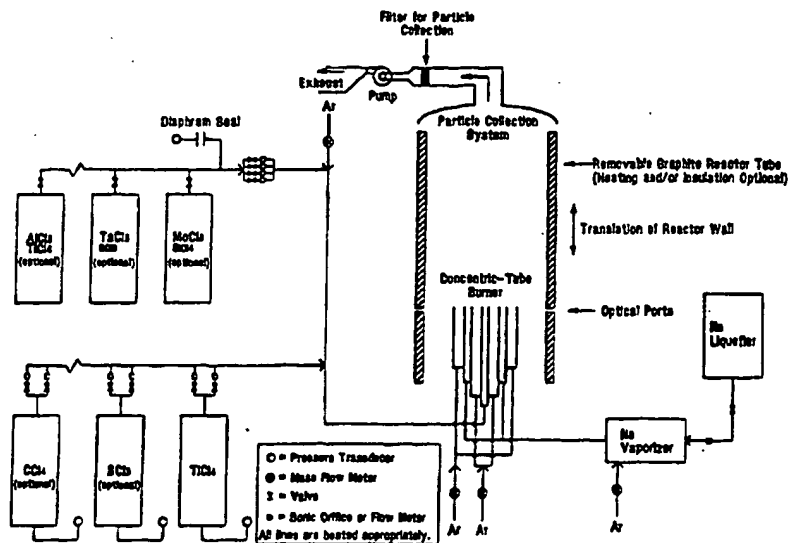 Filter for Particle
Collection
Exhaust
Pump
Ar
Diaphram Seal
Particle Collection
System
Removable Graphite Reactor Tube
(Heating and/or Insulation Optional)
Translation of Reactor Wall
AlCl3
TiCl4
(optional)
TaCl5
(optional)
MoCl5
SiCl4
(optional)
Concentric-Tube
Burner
Optical Ports
Na
Liquefier
Na
Vaporizer
CCl4
(optional)
BCl3
(optional)
TiCl4
= Pressure Transducer
= Mass Flow Meter
= Valve
= Sonic Orifice or Flow Meter
All lines are heated appropriately.
Ar
Ar
Ar